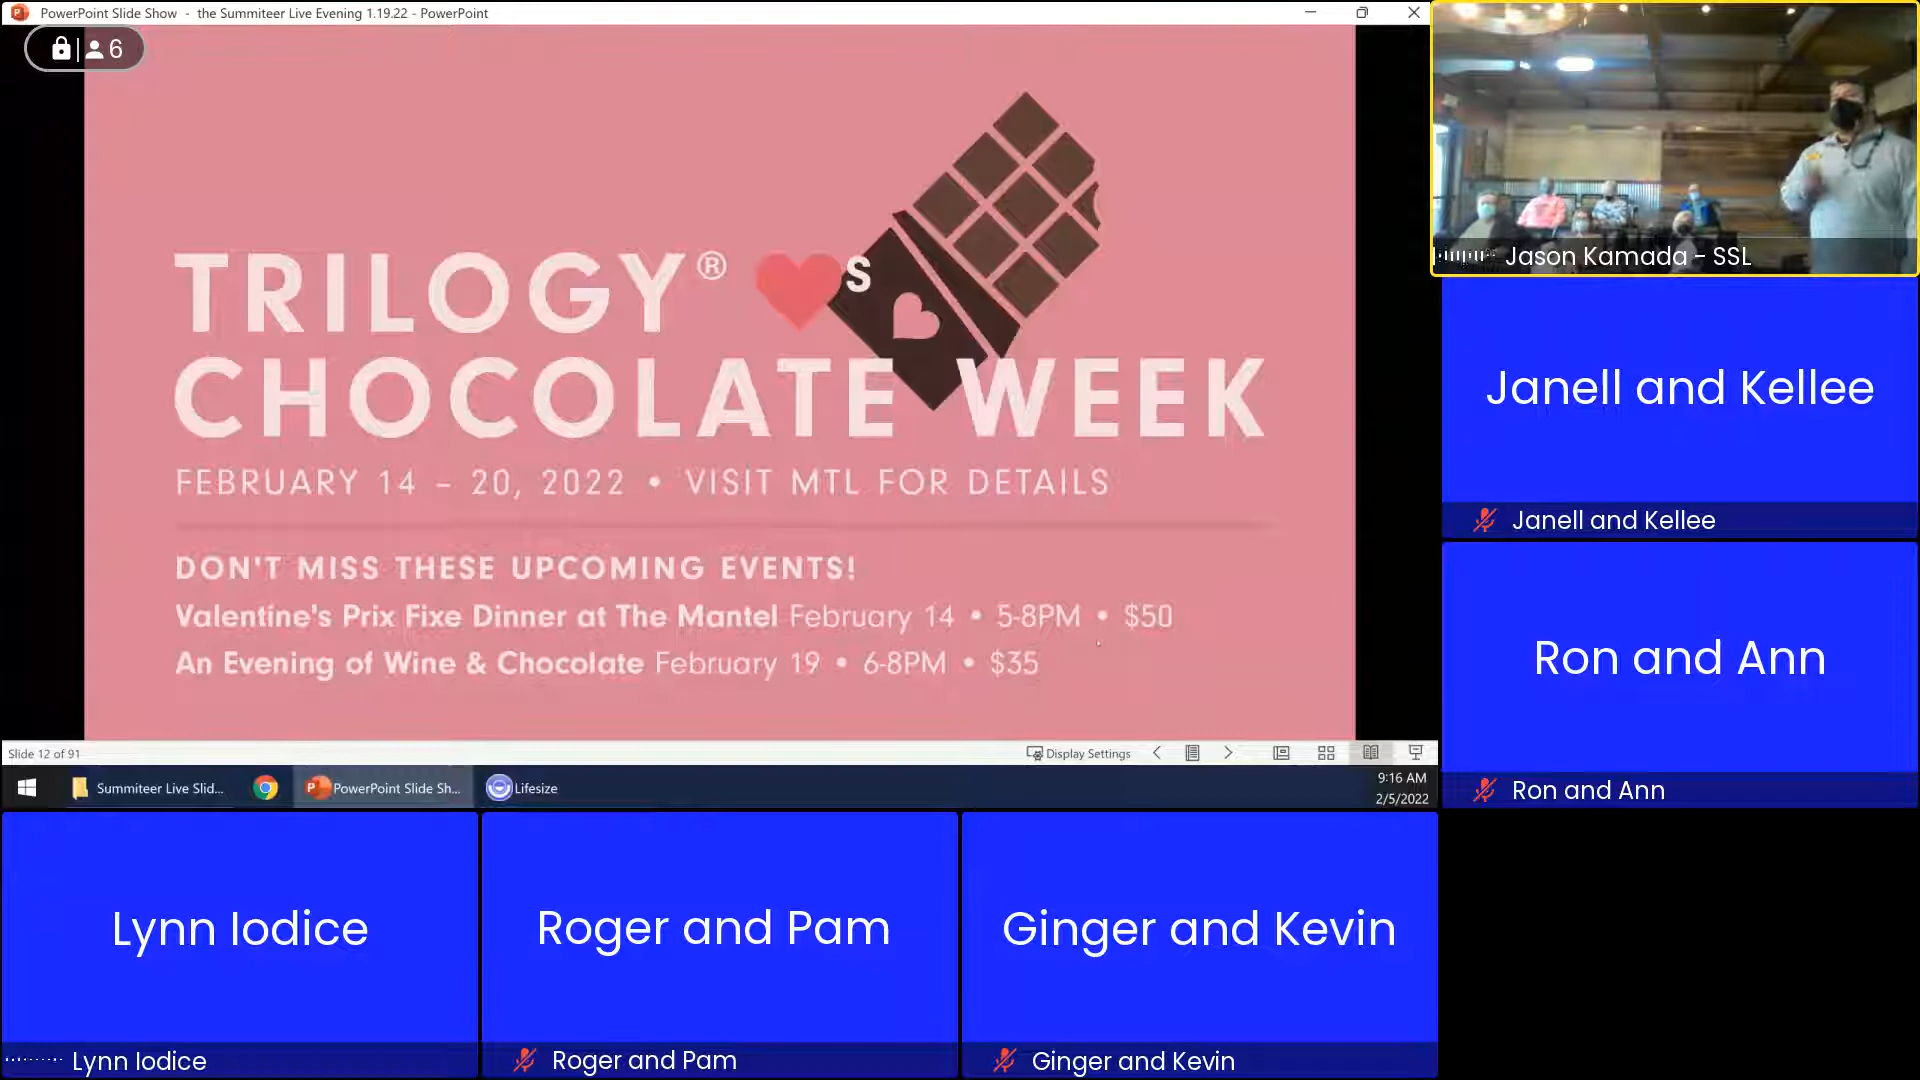 PowerPoint Slide Show - the Summiteer Live Evening 1.19.22 - PowerPoint
6
TRILOGY® S
CHOCOLATE WEEK
FEBRUARY 14 – 20, 2022 • VISIT MTL FOR DETAILS
DON'T MISS THESE UPCOMING EVENTS!
Valentine's Prix Fixe Dinner at The Mantel February 14 • 5-8PM • $50
An Evening of Wine & Chocolate February 19 • 6-8PM • $35
Slide 12 of 91
Display Settings
Summiteer Live Slid...
PowerPoint Slide Sh...
Lifesize
9:16 AM
2/5/2022
Jason Kamada - SSL
Janell and Kellee
Janell and Kellee
Ron and Ann
Ron and Ann
Lynn Iodice
Lynn Iodice
Roger and Pam
Roger and Pam
Ginger and Kevin
Ginger and Kevin